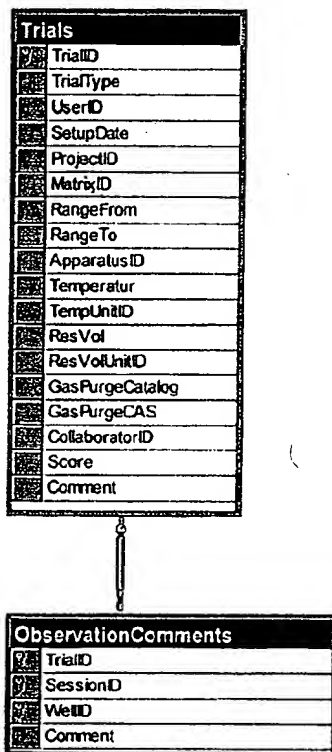 Trials
TrialID
TrialType
UserID
SetupDate
ProjectID
MatrixID
RangeFrom
RangeTo
ApparatusID
Temperatur
TempUnitID
ResVol
ResVolUnitID
GasPurgeCatalog
GasPurgeCAS
CollaboratorID
Score
Comment
ObservationComments
TrialID
SessionID
WellID
Comment